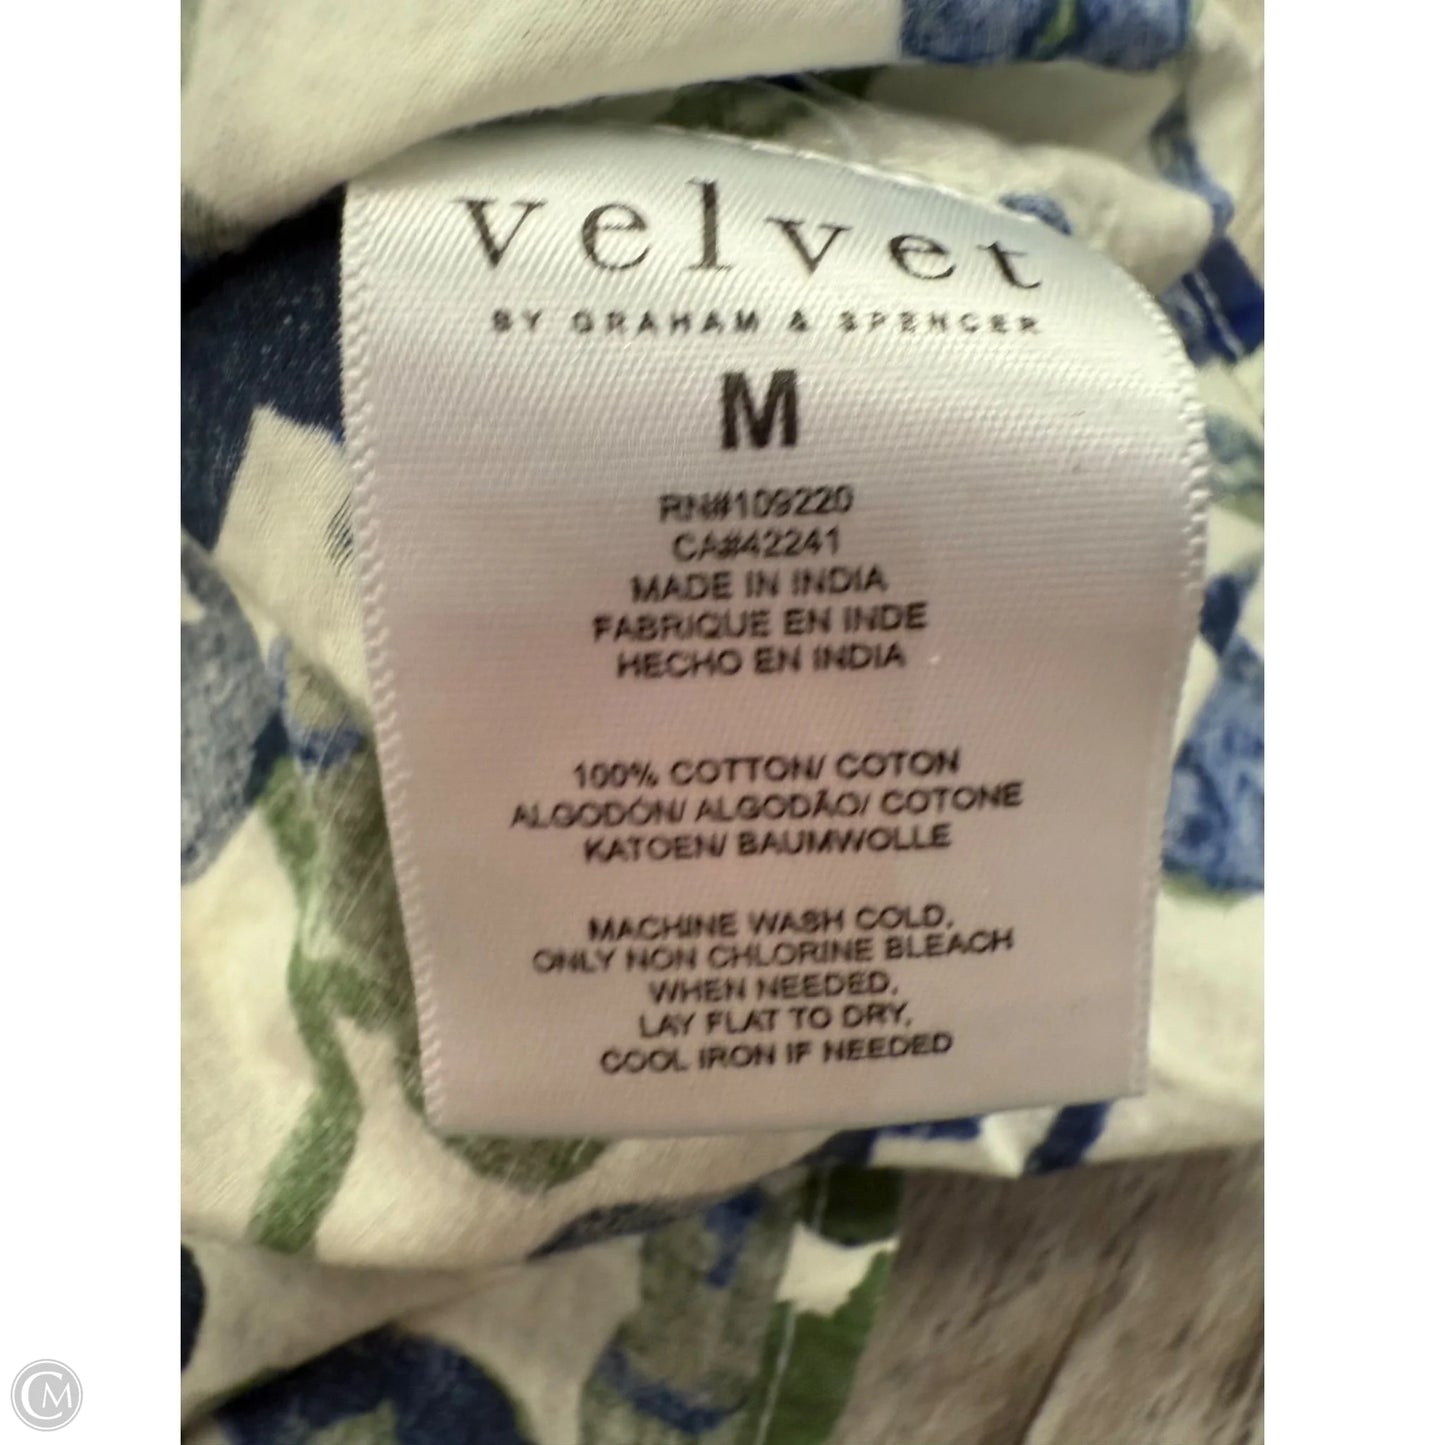 velvet
BY GRAHAM & SPENCER
M
RN#109220
CA#42241
MADE IN INDIA
FABRIQUE EN INDE
HECHO EN INDIA
100% COTTON/ COTON
ALGODÓN/ ALGODÃO/ COTONE
KATOEN/ BAUMWOLLE
MACHINE WASH COLD,
ONLY NON CHLORINE BLEACH
WHEN NEEDED,
LAY FLAT TO DRY,
COOL IRON IF NEEDED
CM